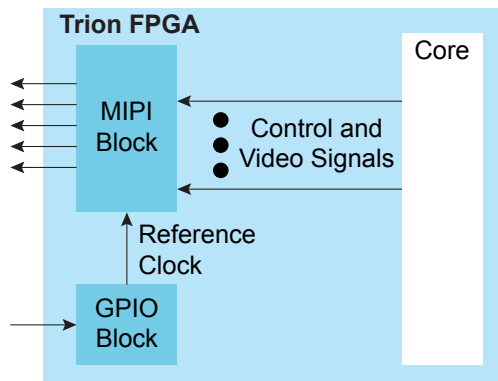 Trion FPGA
Core
MIPI
Block
Control and
Video Signals
Reference
Clock
GPIO
Block